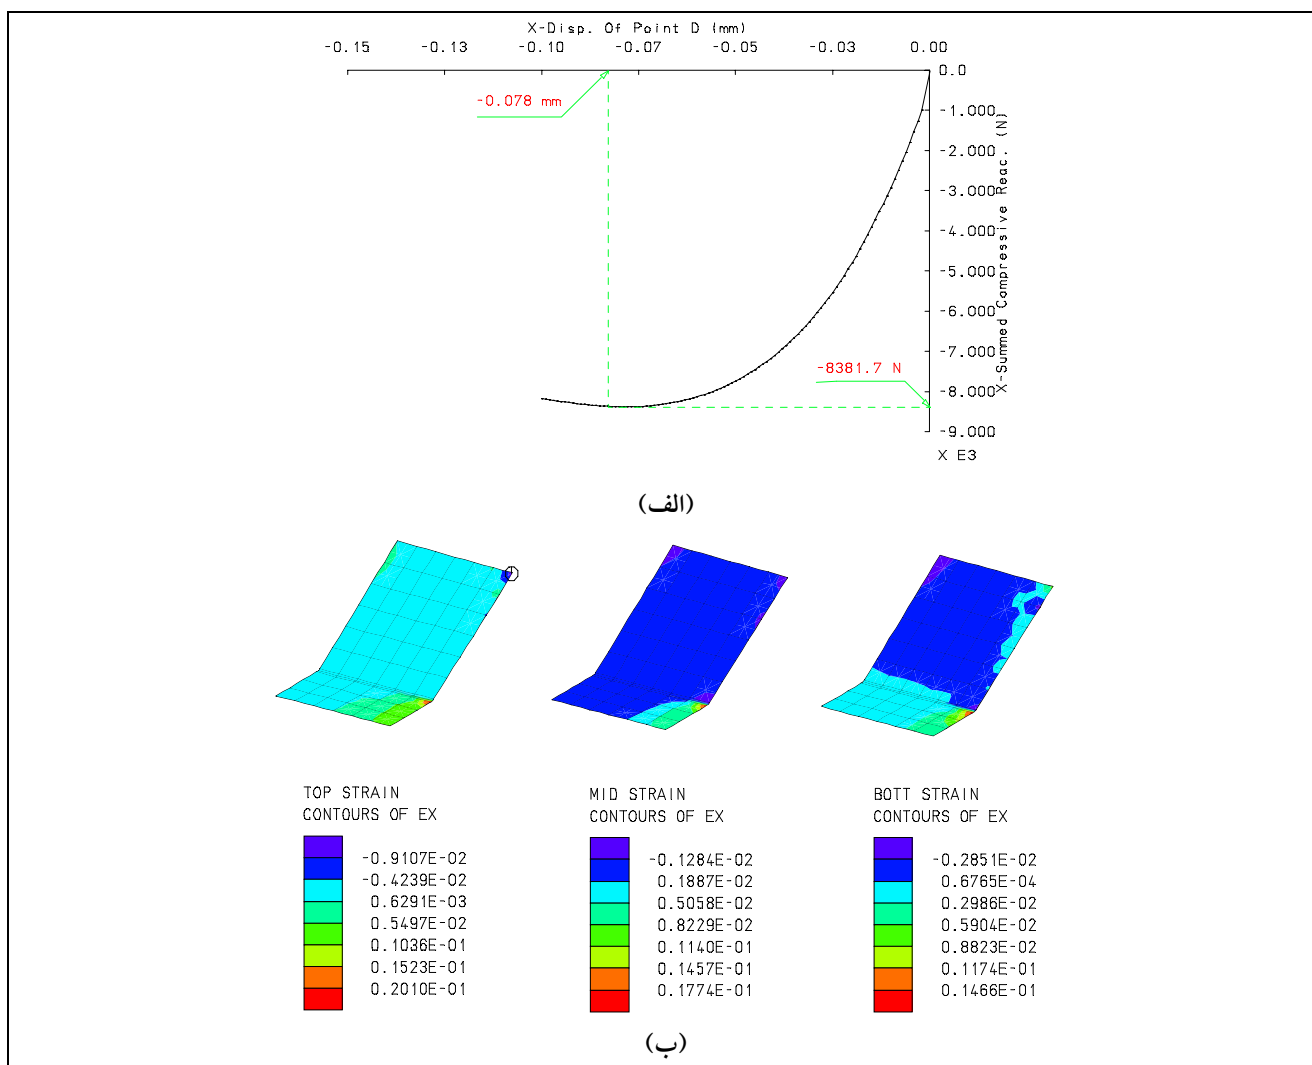 X-Disp. Of Point D (mm)
-0.15 -0.13 -0.10 -0.07 -0.05 -0.03 0.00
0.0
-0.078 mm
-1.000
-2.000
-3.000
-4.000
-5.000
-6.000
-7.000
-8381.7 N
-8.000
-9.000
X E3
X-Summed Compressive Reac. (N)
(الف)
TOP STRAIN
CONTOURS OF EX
-0.9107E-02
-0.4239E-02
0.6291E-03
0.5497E-02
0.1036E-01
0.1523E-01
0.2010E-01
MID STRAIN
CONTOURS OF EX
-0.1284E-02
0.1887E-02
0.5058E-02
0.8229E-02
0.1140E-01
0.1457E-01
0.1774E-01
BOTT STRAIN
CONTOURS OF EX
-0.2851E-02
0.6765E-04
0.2986E-02
0.5904E-02
0.8823E-02
0.1174E-01
0.1466E-01
(ب)